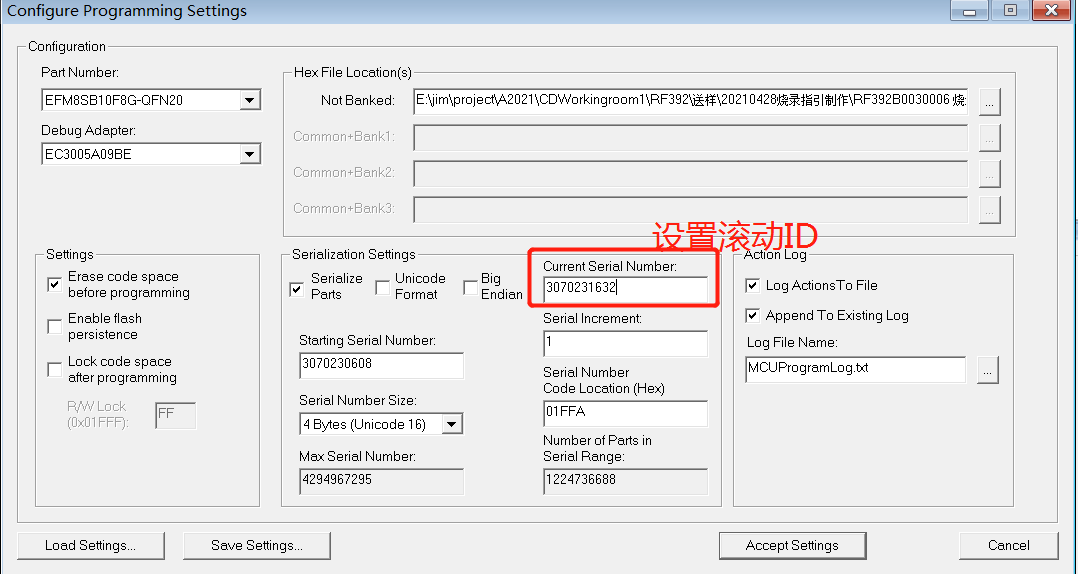 Configure Programming Settings
Configuration
Part Number:
EFM8SB10F8G-QFN20
Debug Adapter:
EC3005A09BE
Hex File Location(s)
Not Banked:
E:\jim\project\A2021\CDWorkingroom1\RF392\送样\20210428烧录指引制作\RF392B0030006 烧
...
Common+Bank1:
...
Common+Bank2:
...
Common+Bank3:
...
Settings
Erase code space
before programming
Enable flash
persistence
Lock code space
after programming
R/W Lock
(0x01FFF):
FF
Serialization Settings
Serialize
Parts
Unicode
Format
Big
Endian
Starting Serial Number:
3070230608
Serial Number Size:
4 Bytes (Unicode 16)
Max Serial Number:
4294967295
设置滚动ID
Current Serial Number:
3070231632
Serial Increment:
1
Serial Number
Code Location (Hex)
01FFA
Number of Parts in
Serial Range:
1224736688
Action Log
Log ActionsTo File
Append To Existing Log
Log File Name:
MCUProgramLog.txt
...
Load Settings...
Save Settings...
Accept Settings
Cancel